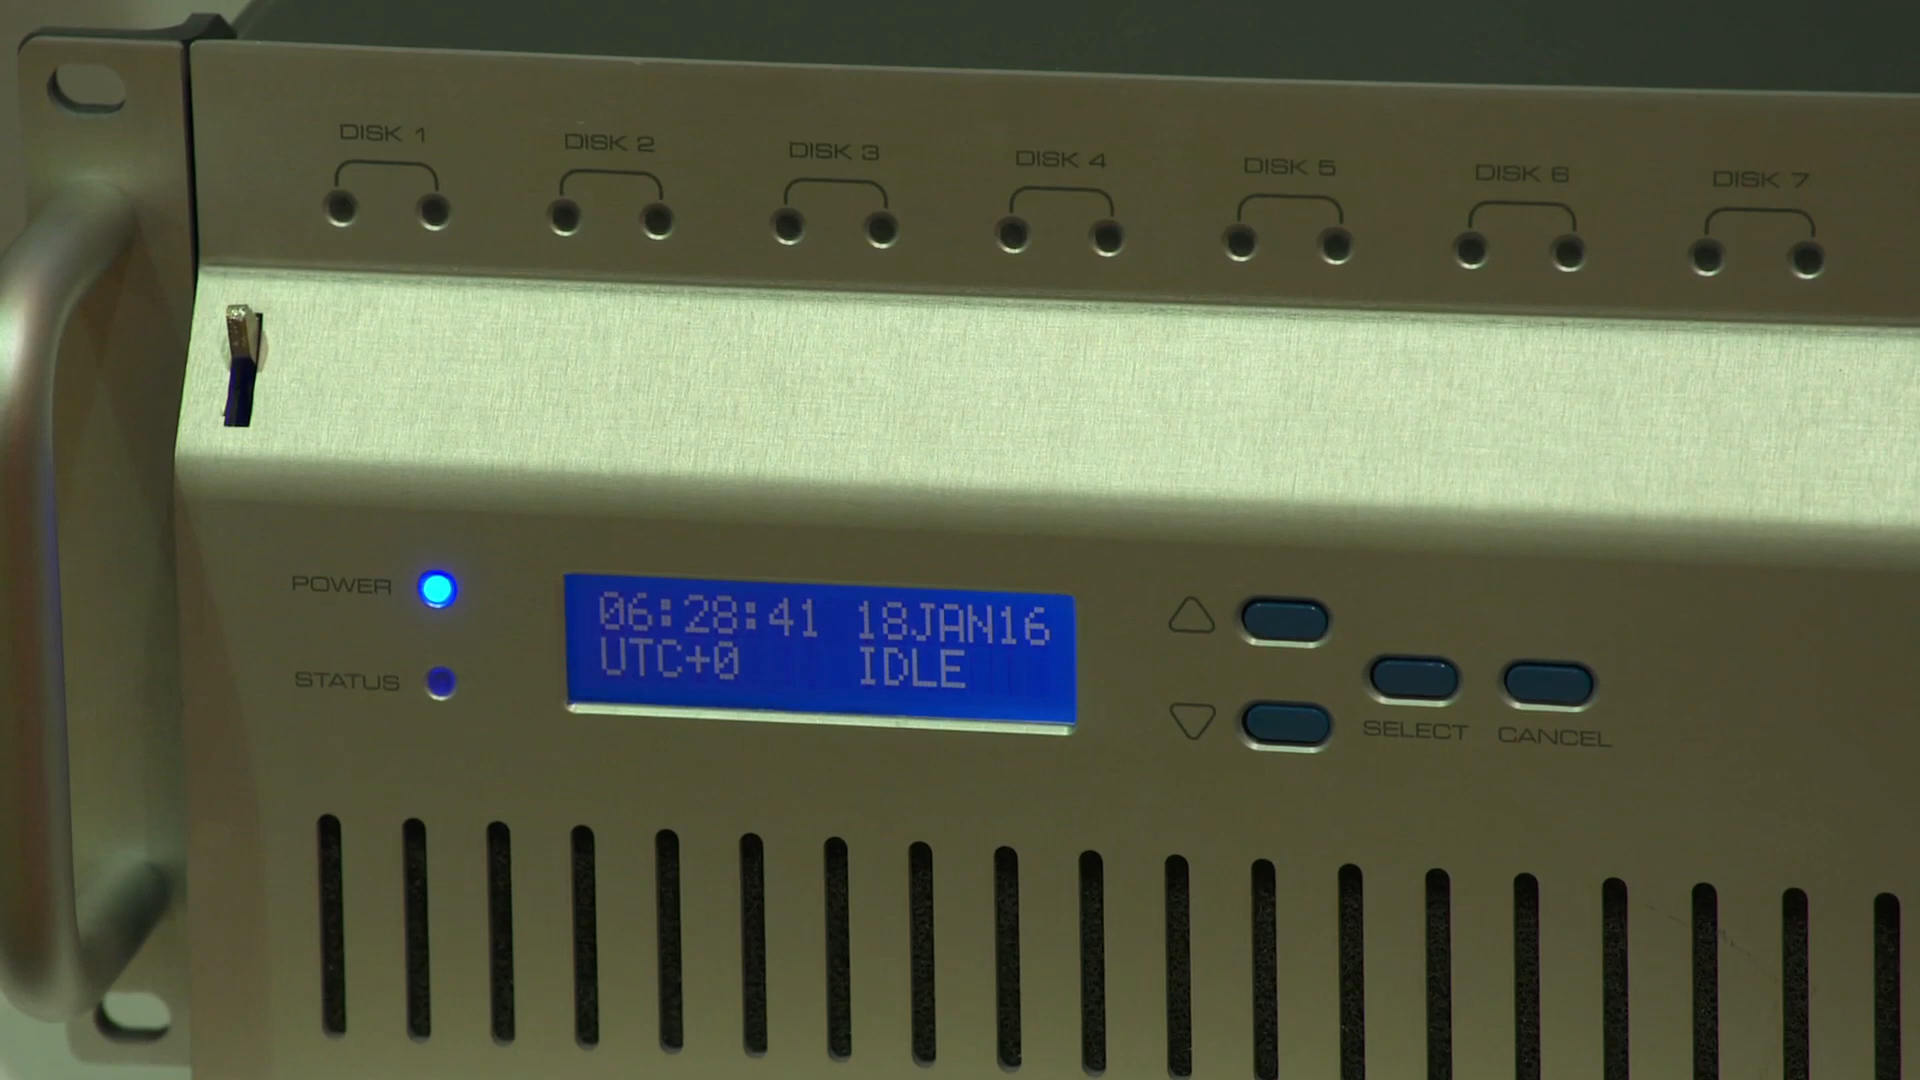 DISK 1 DISK 2 DISK 3 DISK 4 DISK 5 DISK 6 DISK 7
POWER
STATUS
06:28:41 18JAN16
UTC+0 IDLE
SELECT CANCEL